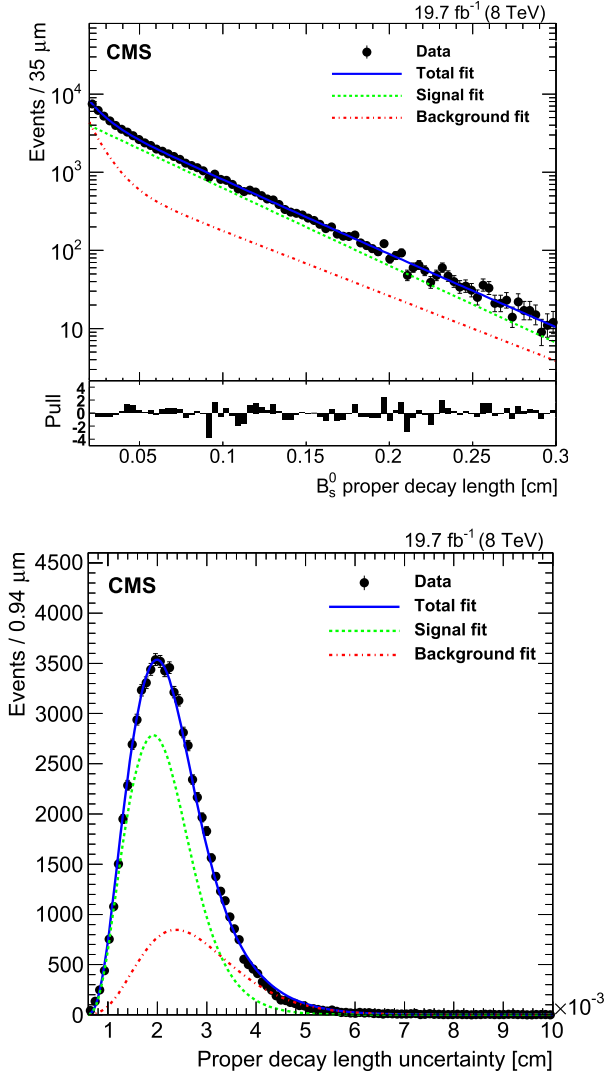 19.7 fb⁻¹ (8 TeV)
CMS
Data
Total fit
Signal fit
Background fit
Events / 35 μm
10⁴
10³
10²
10
Pull
4
2
0
-2
-4
0.05 0.1 0.15 0.2 0.25 0.3
B⁰ₛ proper decay length [cm]
19.7 fb⁻¹ (8 TeV)
CMS
Data
Total fit
Signal fit
Background fit
Events / 0.94 μm
4500
4000
3500
3000
2500
2000
1500
1000
500
0
1 2 3 4 5 6 7 8 9 10
×10⁻³
Proper decay length uncertainty [cm]